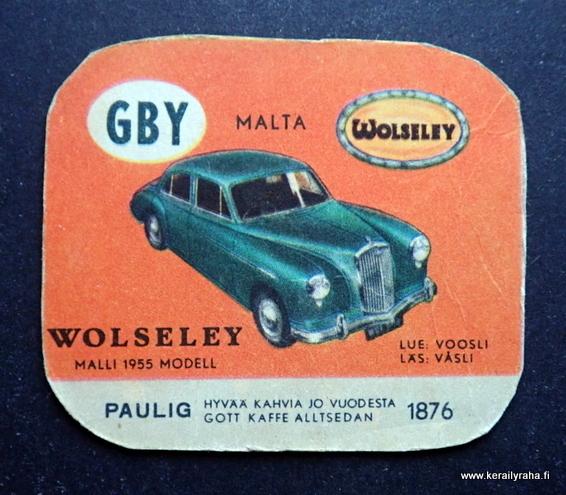 GBY
MALTA
WOLSELEY
WOLSELEY
MALLI 1955 MODELL
LUE: VOOSLI
LÄS: VÅSLI
PAULIG
HYVÄÄ KAHVIA JO VUODESTA
GOTT KAFFE ALLTSEDAN
1876
www.kerailyraha.fi